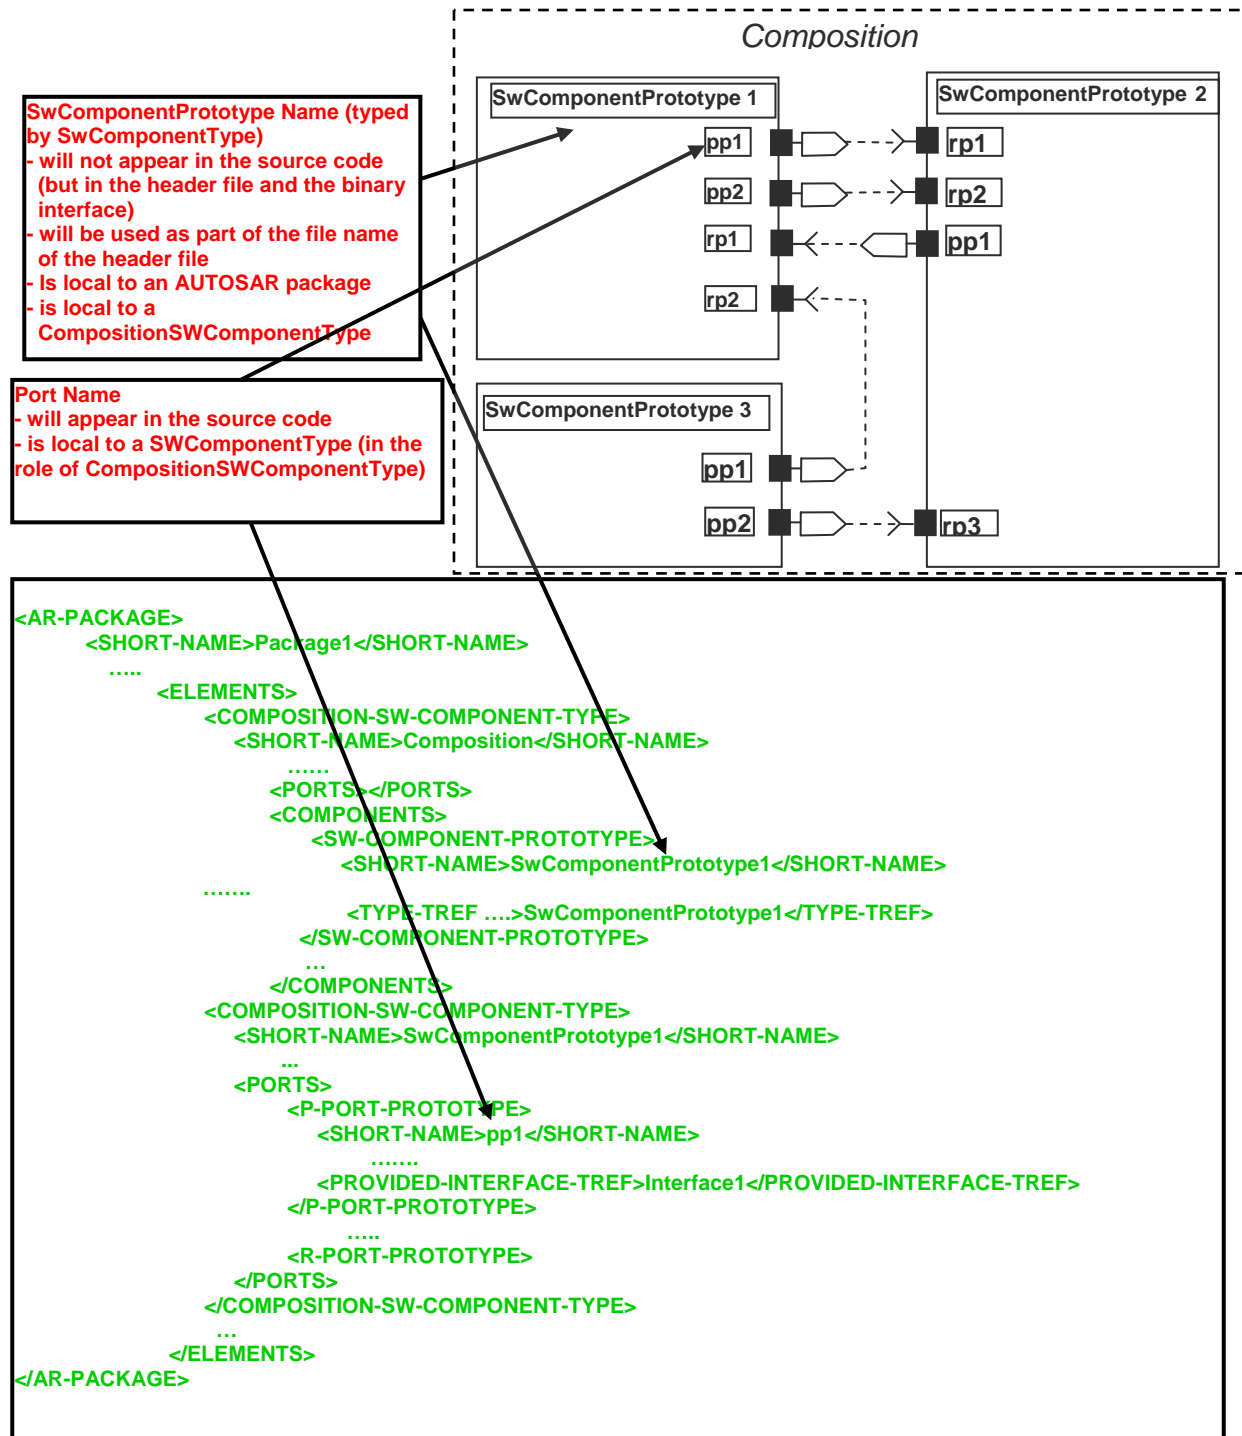 Composition
SwComponentPrototype 1
pp1
pp2
rp1
rp2
SwComponentPrototype 2
rp1
rp2
pp1
SwComponentPrototype 3
pp1
pp2
rp3
SwComponentPrototype Name (typed
by SwComponentType)
- will not appear in the source code
(but in the header file and the binary
interface)
- will be used as part of the file name
of the header file
- Is local to an AUTOSAR package
- is local to a
CompositionSWComponentType
Port Name
- will appear in the source code
- is local to a SWComponentType (in the
role of CompositionSWComponentType)
<AR-PACKAGE>
<SHORT-NAME>Package1</SHORT-NAME>
…..
<ELEMENTS>
<COMPOSITION-SW-COMPONENT-TYPE>
<SHORT-NAME>Composition</SHORT-NAME>
……
<PORTS></PORTS>
<COMPONENTS>
<SW-COMPONENT-PROTOTYPE>
<SHORT-NAME>SwComponentPrototype1</SHORT-NAME>
…….
<TYPE-TREF ….>SwComponentPrototype1</TYPE-TREF>
</SW-COMPONENT-PROTOTYPE>
…
</COMPONENTS>
<COMPOSITION-SW-COMPONENT-TYPE>
<SHORT-NAME>SwComponentPrototype1</SHORT-NAME>
...
<PORTS>
<P-PORT-PROTOTYPE>
<SHORT-NAME>pp1</SHORT-NAME>
…….
<PROVIDED-INTERFACE-TREF>Interface1</PROVIDED-INTERFACE-TREF>
</P-PORT-PROTOTYPE>
…..
<R-PORT-PROTOTYPE>
</PORTS>
</COMPOSITION-SW-COMPONENT-TYPE>
…
</ELEMENTS>
</AR-PACKAGE>